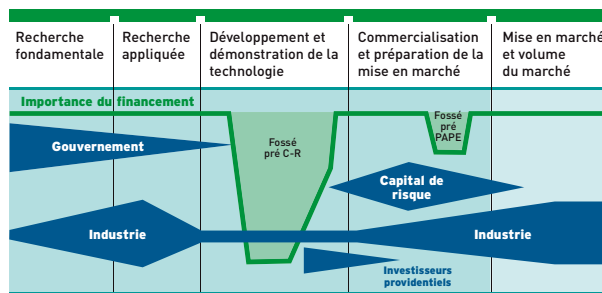 Recherche
fondamentale
Recherche
appliquée
Développement et
démonstration de la
technologie
Commercialisation
et préparation de la
mise en marché
Mise en marché
et volume
du marché
Importance du financement
Fossé
pré C-R
Fossé
pré
PAPE
Gouvernement
Capital de
risque
Industrie
Industrie
Investisseurs
providentiels